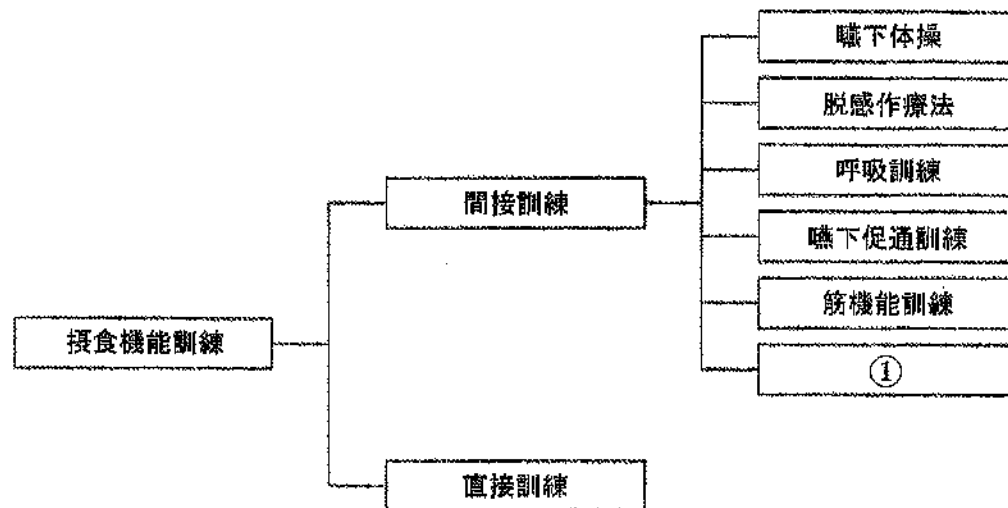 嚥下体操
脱感作療法
呼吸訓練
間接訓練
嚥下促通訓練
筋機能訓練
摂食機能訓練
①
直接訓練